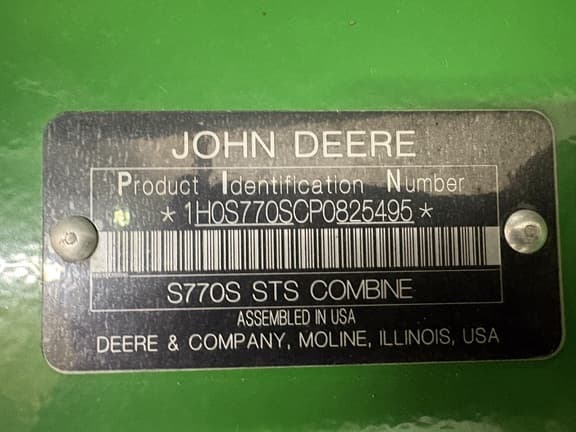 JOHN DEERE
Product Identification Number
*1H0S770SCP0825495*
S770S STS COMBINE
ASSEMBLED IN USA
DEERE & COMPANY, MOLINE, ILLINOIS, USA